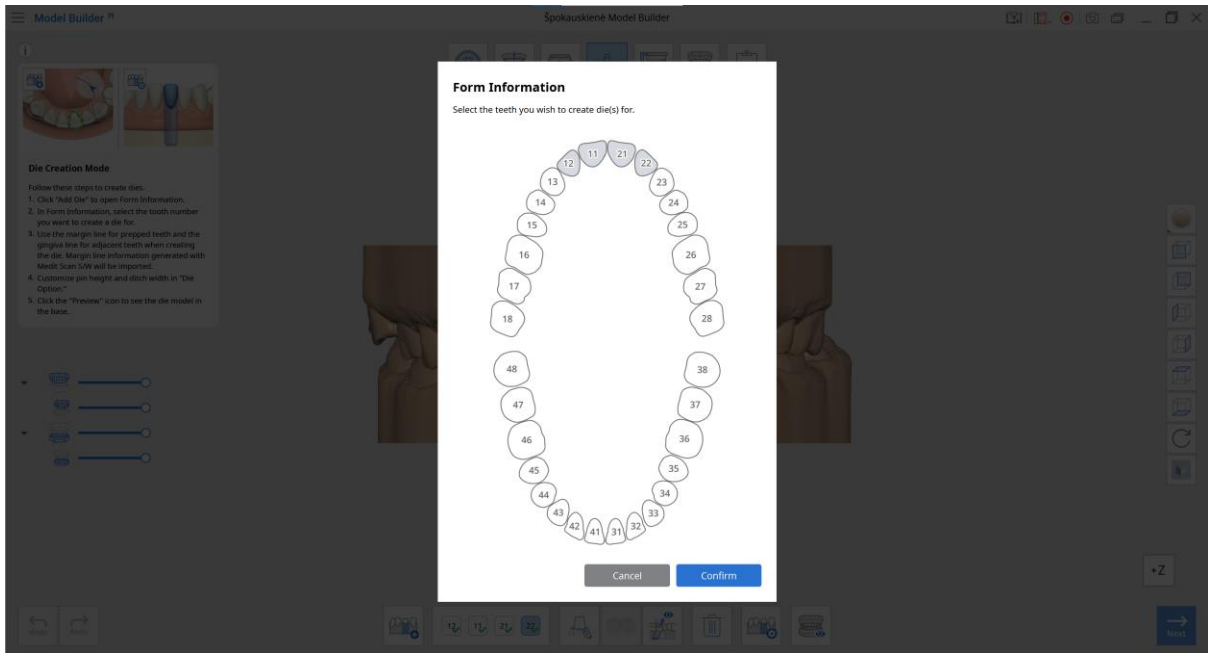 Model Builder
Špokauskienė Model Builder
Form Information
Select the teeth you wish to create die(s) for.
11 21
12 22
13 23
14 24
15 25
16 26
17 27
18 28
48 38
47 37
46 36
45 35
44 34
43 33
42 41 31 32
Cancel Confirm
Die Creation Mode
Follow these steps to create dies.
1. Click "Add Die" to open Form Information.
2. In Form Information, select the tooth number
you want to create a die for.
3. Use the margin line for prepped teeth and the
gingiva line for adjacent teeth when creating
the die. Margin line information generated with
Medit Scan S/W will be imported.
4. Customize pin height and ditch width in "Die
Option."
5. Click the "Preview" icon to see the die model in
the base.
+Z
12 11 21 22
Next